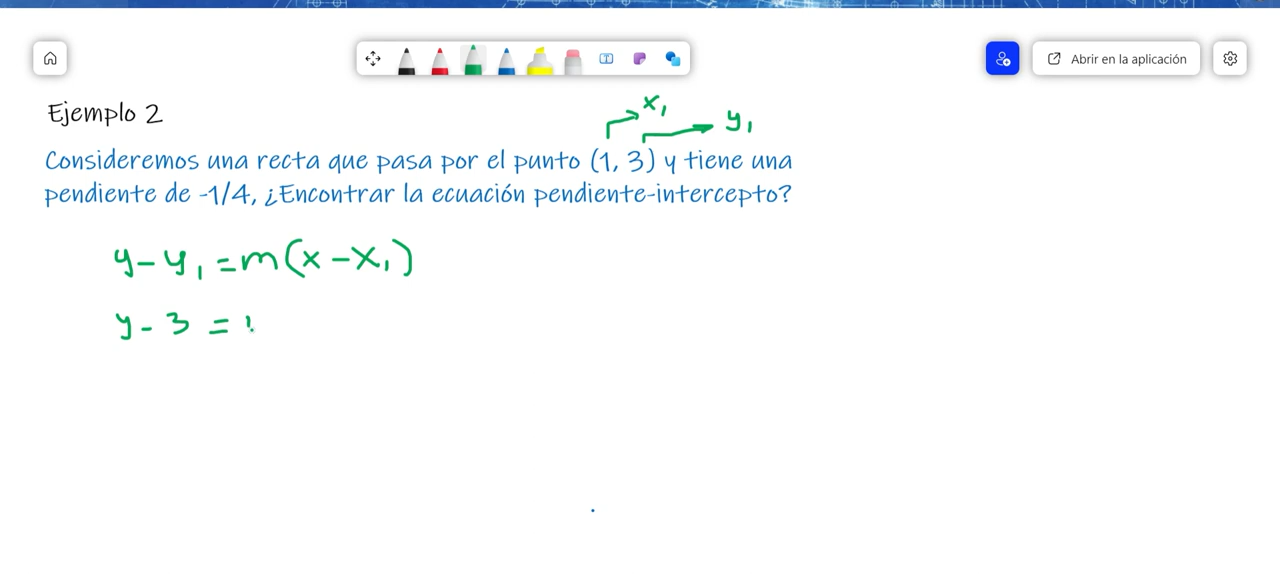 Abrir en la aplicación
Ejemplo 2
x₁
y₁
Consideremos una recta que pasa por el punto (1, 3) y tiene una
pendiente de -1/4, ¿Encontrar la ecuación pendiente-intercepto?
y - y₁ = m(x - x₁)
y - 3 =